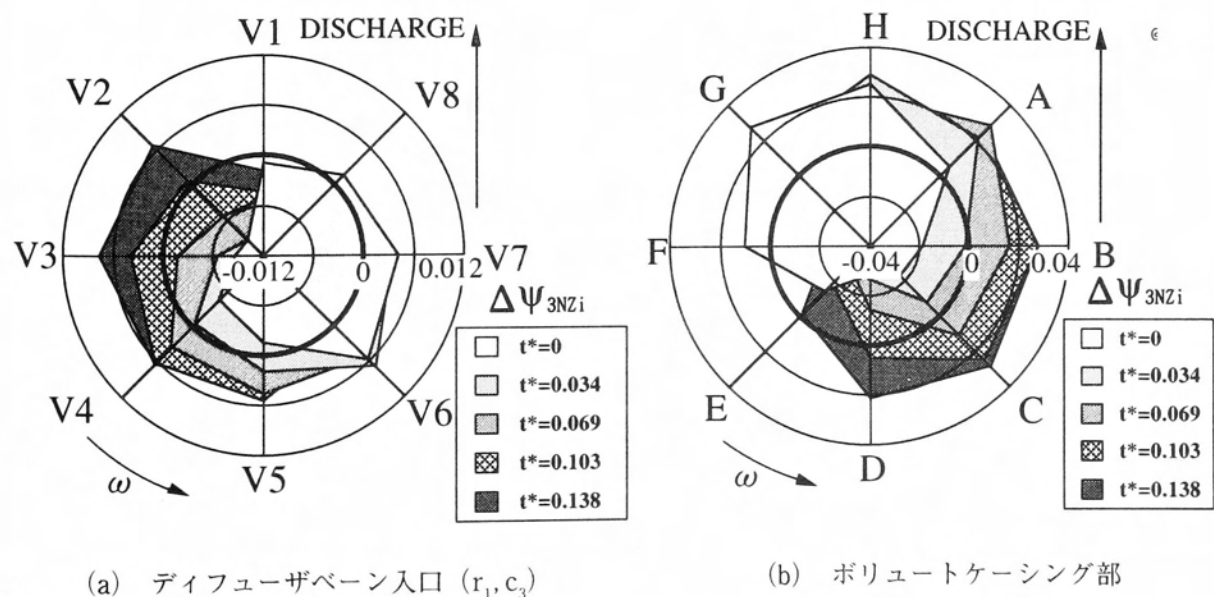 V1
DISCHARGE
V2
V8
V3
-0.012
0
0.012
V7
V4
V6
V5
ω
Δψ3NZi
t*=0
t*=0.034
t*=0.069
t*=0.103
t*=0.138
(a) ディフューザベーン入口 (r1,c3)
H
DISCHARGE
G
A
F
-0.04
0
0.04
B
E
C
D
ω
Δψ3NZi
t*=0
t*=0.034
t*=0.069
t*=0.103
t*=0.138
(b) ボリュートケーシング部